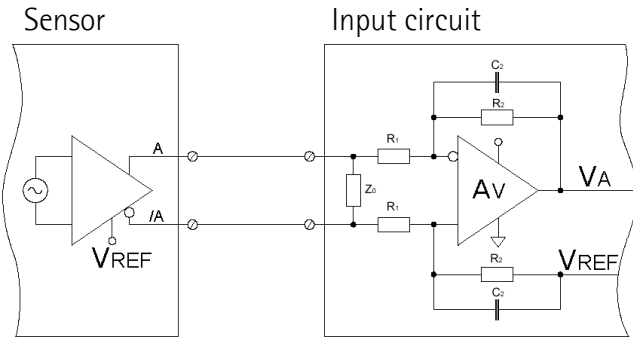 Sensor
Input circuit
C2
R2
A
R1
Z0
AV
VA
/A
R1
VREF
VREF
R2
C2